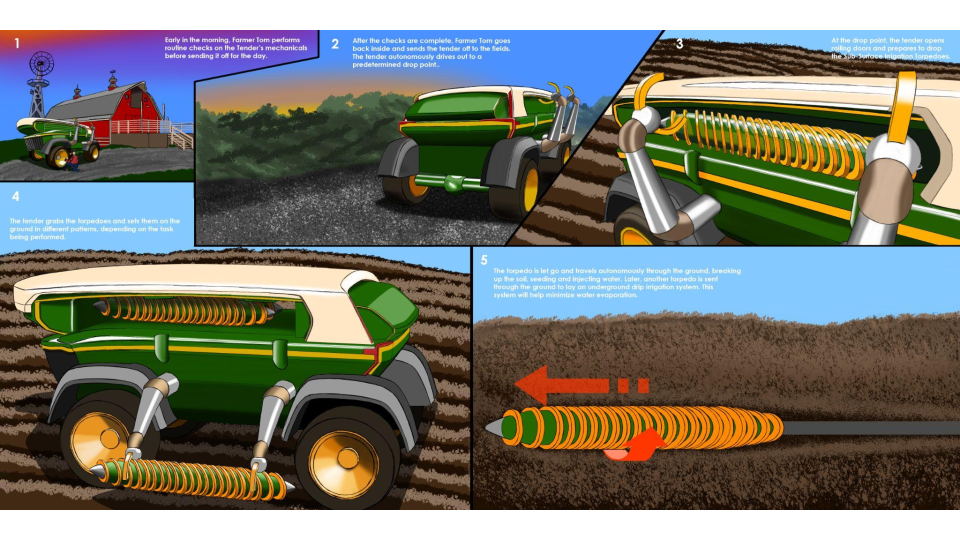 1
Early in the morning, Farmer Tom performs
routine checks on the Tender's mechanicals
before sending it off for the day.
2
After the checks are complete, Farmer Tom goes
back inside and sends the tender off to the fields.
The tender autonomously drives out to a
predetermined drop point..
3
At the drop point, the tender opens
railing doors and prepares to drop
the Sub-Surface Irrigation Torpedoes.
4
The tender grabs the torpedoes and sets them on the
ground in different patterns, depending on the task
being performed.
5
The torpedo is let go and travels autonomously through the ground, breaking
up the soil, seeding and injecting water. Later, another torpedo is sent
through the ground to lay an underground drip irrigation system. This
system will help minimize water evaporation.